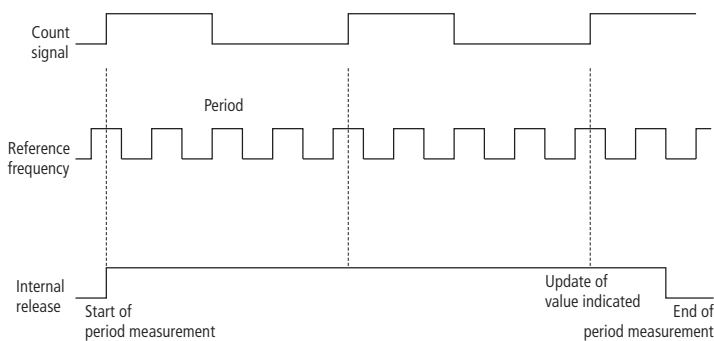 Count
signal
Period
Reference
frequency
Internal
release
Start of
period measurement
Update of
value indicated
End of
period measurement